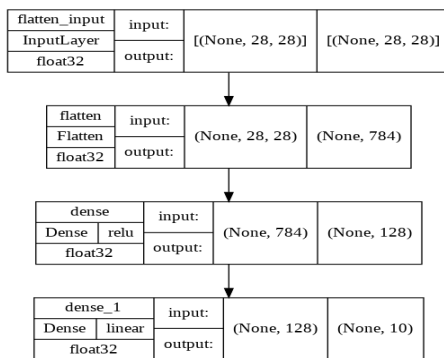 flatten_input
InputLayer
float32
input:
output:
[(None, 28, 28)]
[(None, 28, 28)]
flatten
Flatten
float32
input:
output:
(None, 28, 28)
(None, 784)
dense
Dense relu
float32
input:
output:
(None, 784)
(None, 128)
dense_1
Dense linear
float32
input:
output:
(None, 128)
(None, 10)